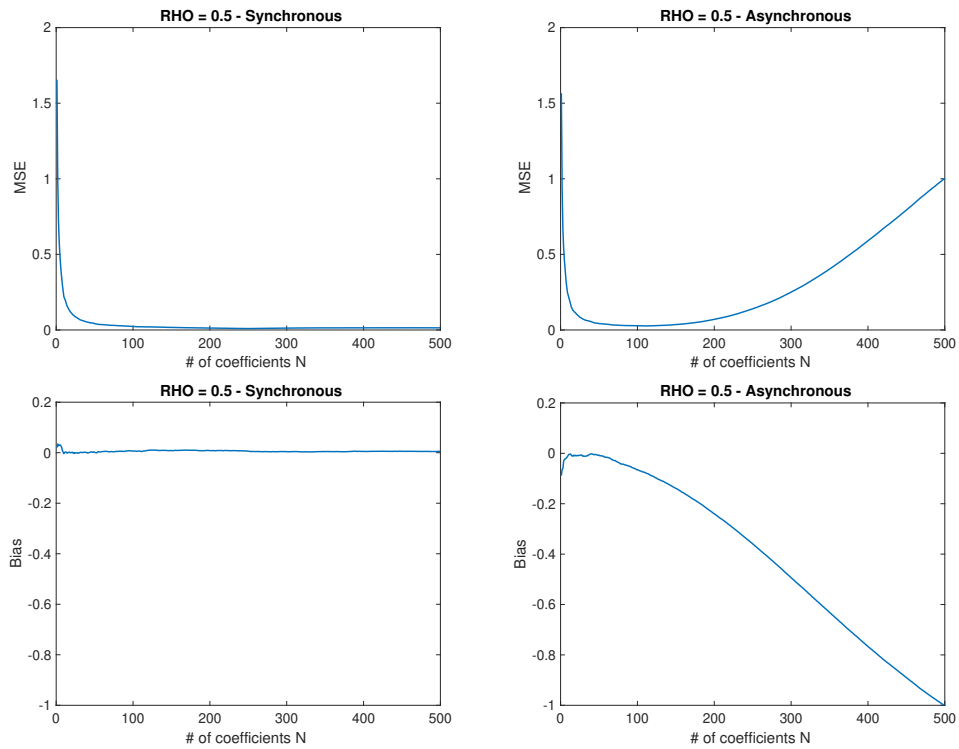 RHO = 0.5 - Synchronous
2
1.5
1
0.5
0
MSE
0 100 200 300 400 500
# of coefficients N
RHO = 0.5 - Asynchronous
2
1.5
1
0.5
0
MSE
0 100 200 300 400 500
# of coefficients N
RHO = 0.5 - Synchronous
0.2
0
-0.2
-0.4
-0.6
-0.8
-1
Bias
0 100 200 300 400 500
# of coefficients N
RHO = 0.5 - Asynchronous
0.2
0
-0.2
-0.4
-0.6
-0.8
-1
Bias
0 100 200 300 400 500
# of coefficients N